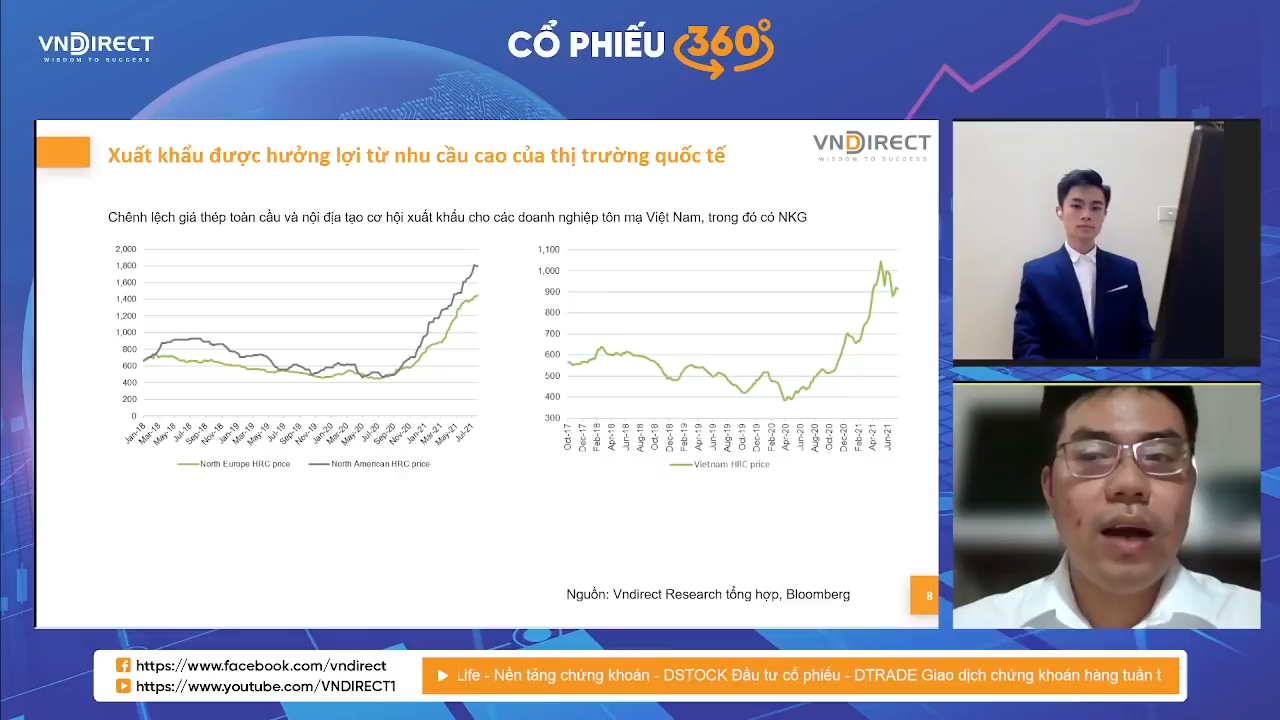 VNDIRECT
WISDOM TO SUCCESS
CỔ PHIẾU 360°
Xuất khẩu được hưởng lợi từ nhu cầu cao của thị trường quốc tế
VNDIRECT
WISDOM TO SUCCESS
Chênh lệch giá thép toàn cầu và nội địa tạo cơ hội xuất khẩu cho các doanh nghiệp tôn mạ Việt Nam, trong đó có NKG
2,000
1,800
1,600
1,400
1,200
1,000
800
600
400
200
0
Jan-18 Mar-18 May-18 Jul-18 Sep-18 Nov-18 Jan-19 Mar-19 May-19 Jul-19 Sep-19 Nov-19 Jan-20 Mar-20 May-20 Jul-20 Sep-20 Nov-20 Jan-21 Mar-21 May-21 Jul-21
North Europe HRC price North American HRC price
1,100
1,000
900
800
700
600
500
400
300
Oct-17 Dec-17 Feb-18 Apr-18 Jun-18 Aug-18 Oct-18 Dec-18 Feb-19 Apr-19 Jun-19 Aug-19 Oct-19 Dec-19 Feb-20 Apr-20 Jun-20 Aug-20 Oct-20 Dec-20 Feb-21 Apr-21 Jun-21
Vietnam HRC price
Nguồn: Vndirect Research tổng hợp, Bloomberg
8
https://www.facebook.com/vndirect
https://www.youtube.com/VNDIRECT1
Life - Nền tảng chứng khoán - DSTOCK Đầu tư cổ phiếu - DTRADE Giao dịch chứng khoán hàng tuần t